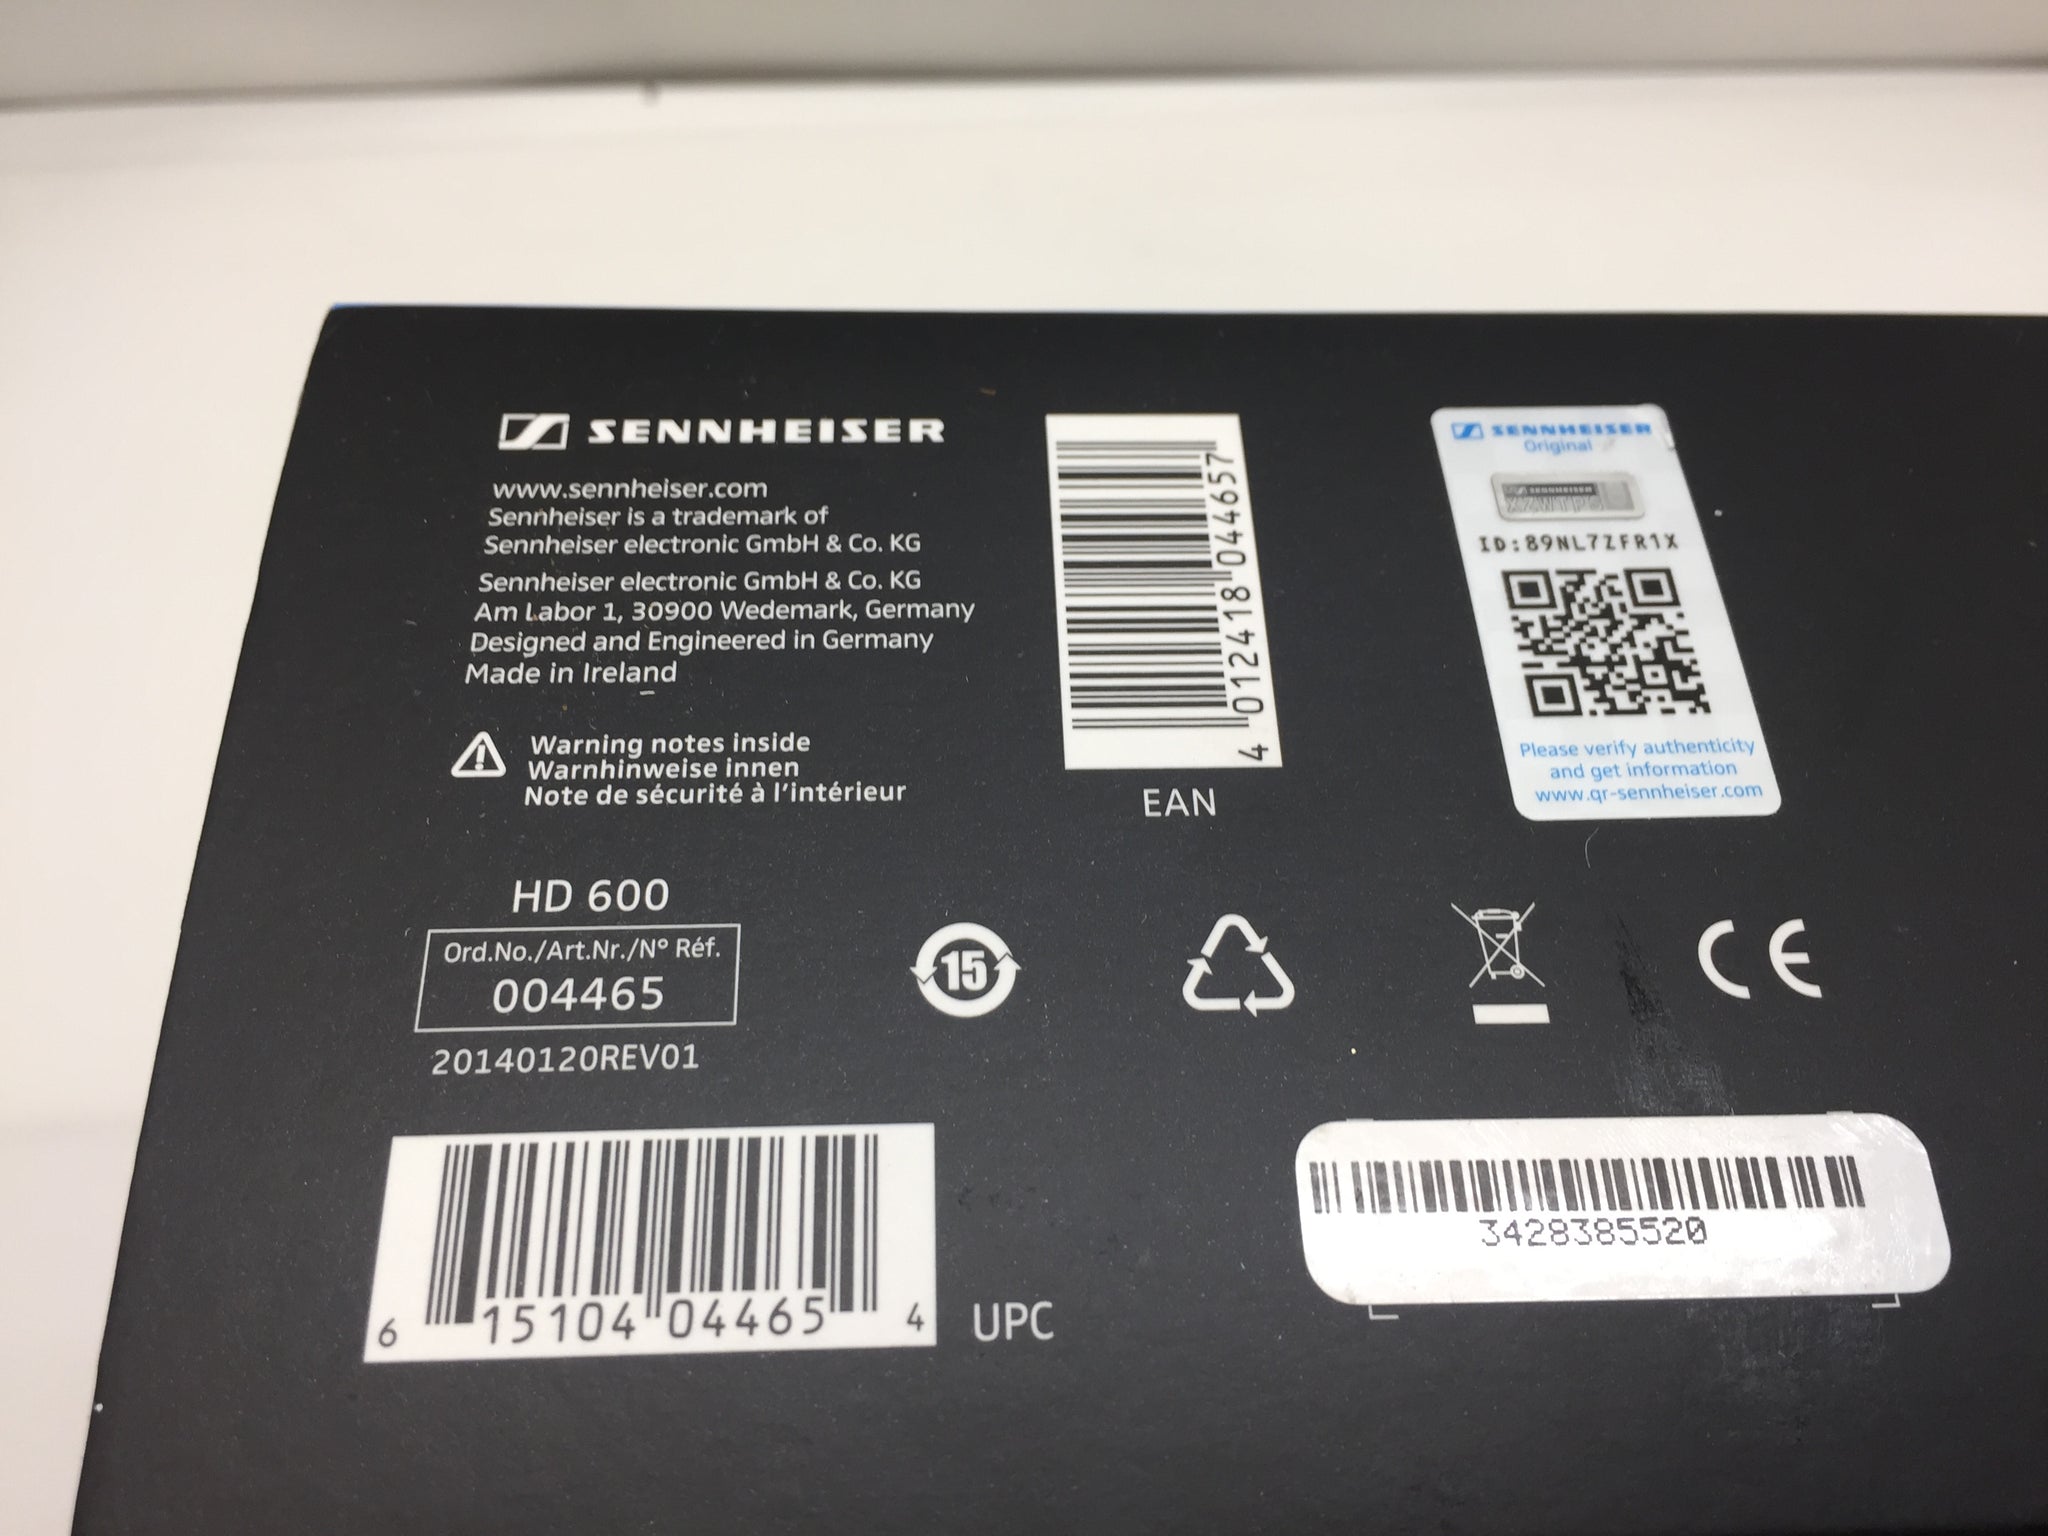 SENNHEISER
www.sennheiser.com
Sennheiser is a trademark of
Sennheiser electronic GmbH & Co. KG
Sennheiser electronic GmbH & Co. KG
Am Labor 1, 30900 Wedemark, Germany
Designed and Engineered in Germany
Made in Ireland
Warning notes inside
Warnhinweise innen
Note de sécurité à l'intérieur
4 012418 044657
EAN
SENNHEISER
Original
SENNHEISER
ID:89NL7ZFR1X
Please verify authenticity
and get information
www.qr-sennheiser.com
HD 600
Ord.No./Art.Nr./N° Réf.
004465
20140120REV01
15
CE
6 15104 04465 4
UPC
3428385520